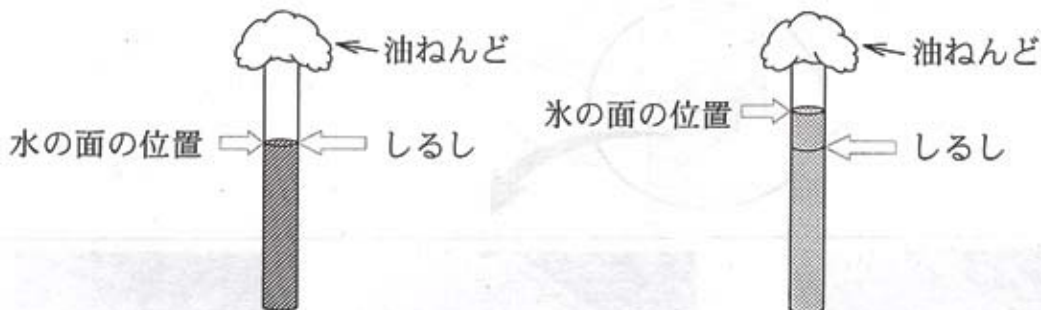 油ねんど
水の面の位置
しるし
油ねんど
氷の面の位置
しるし